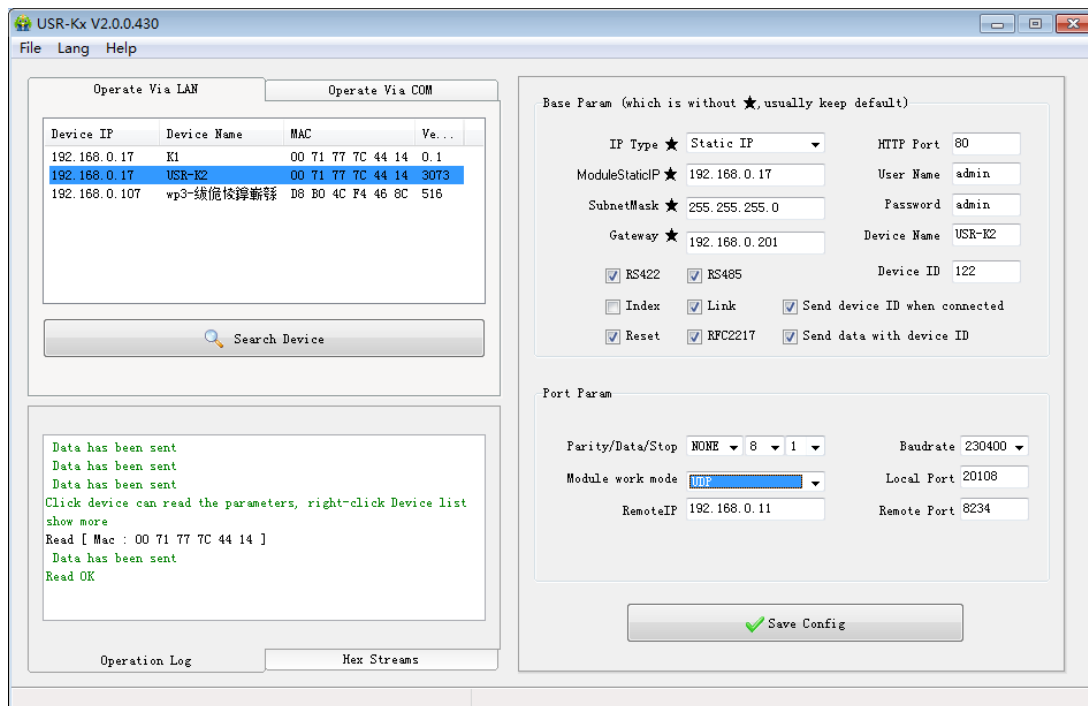 USR-Kx V2.0.0.430
File Lang Help
Operate Via LAN Operate Via COM
Device IP Device Name MAC Ve...
192.168.0.17 K1 00 71 77 7C 44 14 0.1
192.168.0.17 USR-K2 00 71 77 7C 44 14 3073
192.168.0.107 D8 B0 4C F4 46 8C 516
Search Device
Data has been sent
Data has been sent
Data has been sent
Click device can read the parameters, right-click Device list
show more
Read [ Mac : 00 71 77 7C 44 14 ]
Data has been sent
Read OK
Operation Log Hex Streams
Base Param (which is without ★,usually keep default)
IP Type ★ Static IP HTTP Port 80
ModuleStaticIP ★ 192.168.0.17 User Name admin
SubnetMask ★ 255.255.255.0 Password admin
Gateway ★ 192.168.0.201 Device Name USR-K2
RS422 RS485 Device ID 122
Index Link Send device ID when connected
Reset RFC2217 Send data with device ID
Port Param
Parity/Data/Stop NONE 8 1 Baudrate 230400
Module work mode UDP Local Port 20108
RemoteIP 192.168.0.11 Remote Port 8234
Save Config